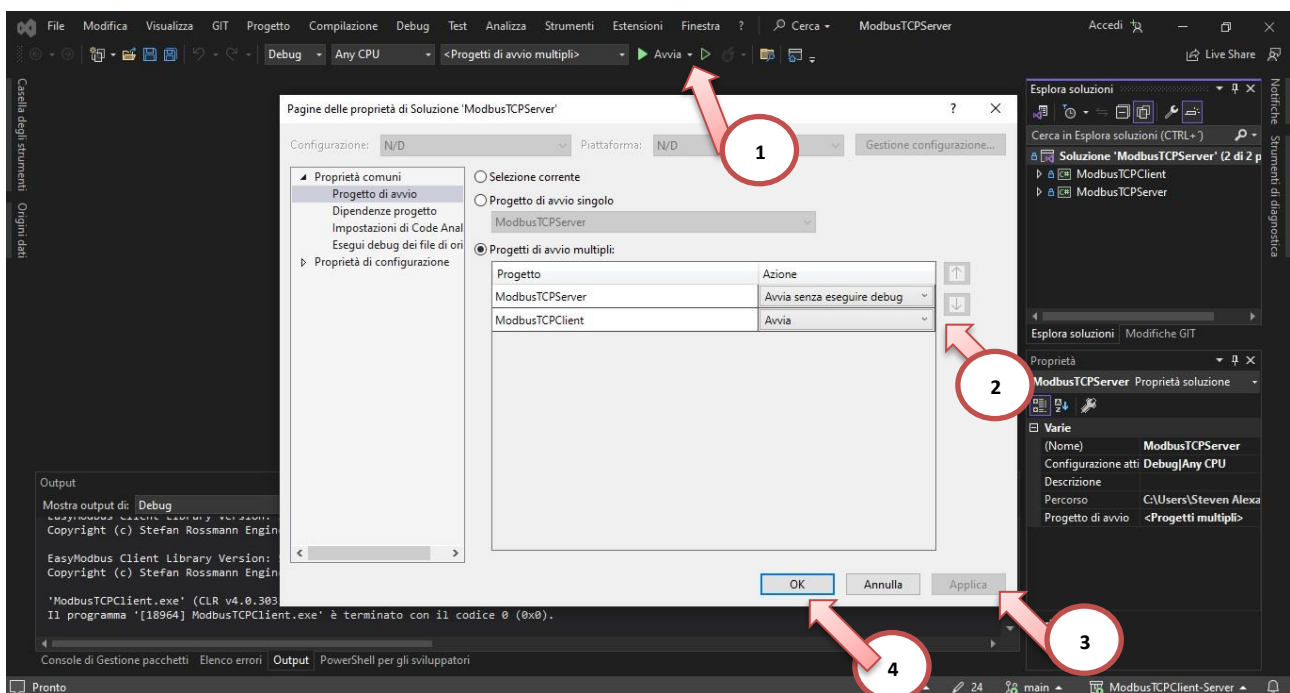 File Modifica Visualizza GIT Progetto Compilazione Debug Test Analizza Strumenti Estensioni Finestra ? Cerca ModbusTCPServer Accedi
Debug Any CPU <Progetti di avvio multipli> Avvia Live Share
Casella degli strumenti
Origini dati
Pagine delle proprietà di Soluzione 'ModbusTCPServer' ?
Configurazione: N/D Piattaforma: N/D Gestione configurazione...
Proprietà comuni
Progetto di avvio
Dipendenze progetto
Impostazioni di Code Anal
Esegui debug dei file di ori
Proprietà di configurazione
Selezione corrente
Progetto di avvio singolo
ModbusTCPServer
Progetti di avvio multipli:
Progetto Azione
ModbusTCPServer Avvia senza eseguire debug
ModbusTCPClient Avvia
OK Annulla Applica
1
2
3
4
Esplora soluzioni
Cerca in Esplora soluzioni (CTRL+')
Soluzione 'ModbusTCPServer' (2 di 2 p
ModbusTCPClient
ModbusTCPServer
Esplora soluzioni Modifiche GIT
Notifiche
Strumenti di diagnostica
Proprietà
ModbusTCPServer Proprietà soluzione
Varie
(Nome) ModbusTCPServer
Configurazione atti Debug|Any CPU
Descrizione
Percorso C:\Users\Steven Alexa
Progetto di avvio <Progetti multipli>
Output
Mostra output di: Debug
EasyModbus Client Library Version:
Copyright (c) Stefan Rossmann Engin
EasyModbus Client Library Version:
Copyright (c) Stefan Rossmann Engin
'ModbusTCPClient.exe' (CLR v4.0.303
Il programma '[18964] ModbusTCPClient.exe' è terminato con il codice 0 (0x0).
Console di Gestione pacchetti Elenco errori Output PowerShell per gli sviluppatori
Pronto 24 main ModbusTCPClient-Server